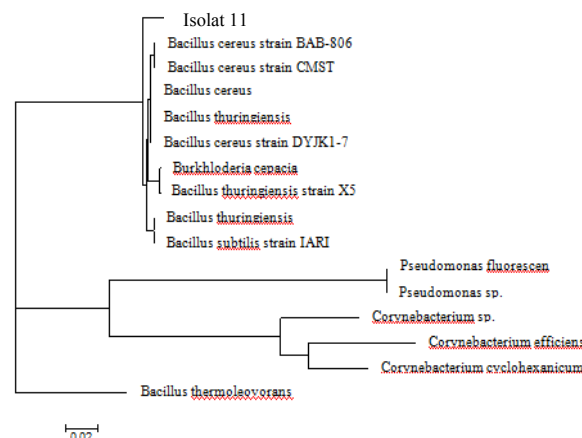 Isolat 11
Bacillus cereus strain BAB-806
Bacillus cereus strain CMST
Bacillus cereus
Bacillus thuringiensis
Bacillus cereus strain DYJK1-7
Burkhloderia cepacia
Bacillus thuringiensis strain X5
Bacillus thuringiensis
Bacillus subtilis strain IARI
Pseudomonas fluorescen
Pseudomonas sp.
Corynebacterium sp.
Corynebacterium efficiens
Corynebacterium cyclohexanicum
Bacillus thermoleovorans
0.02